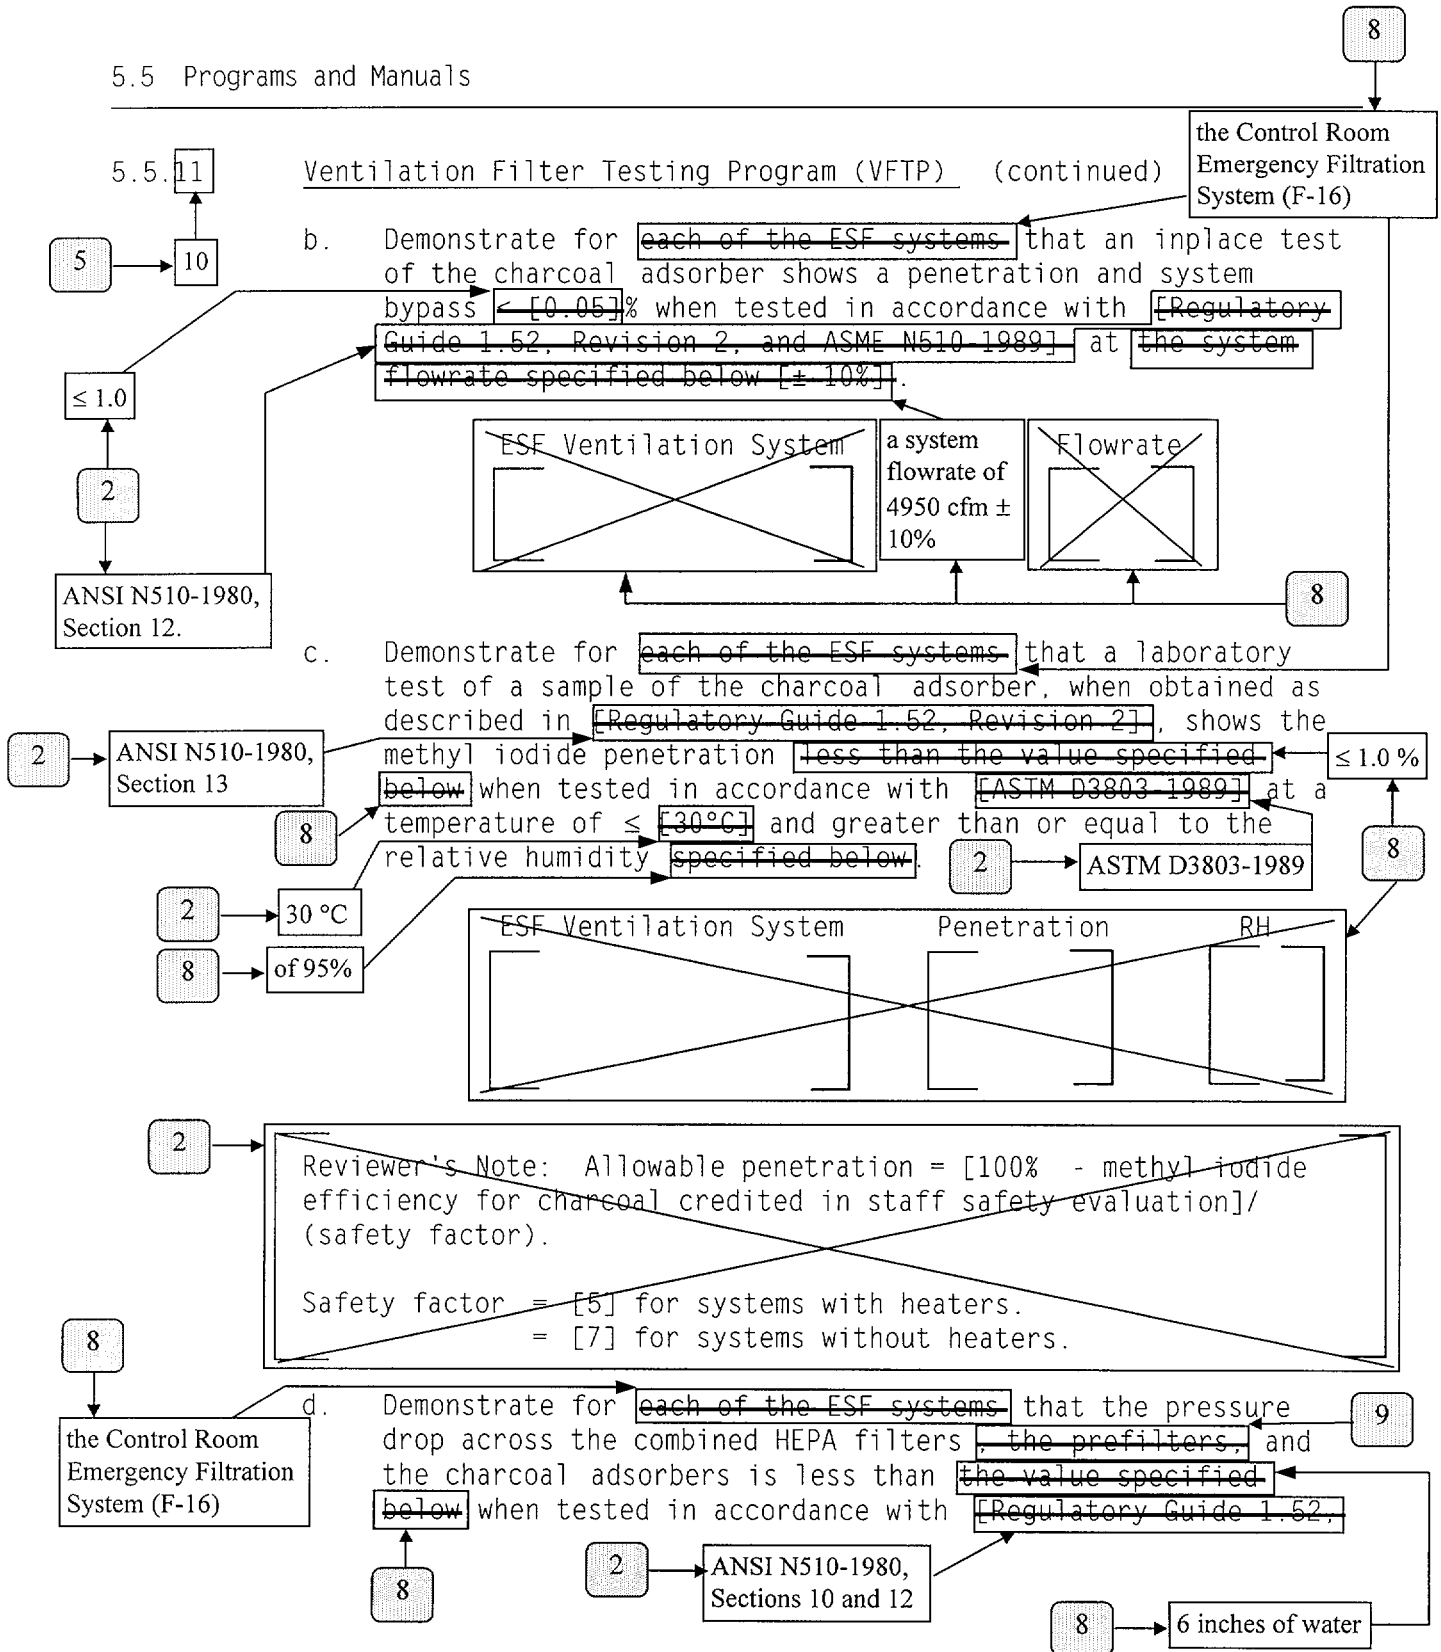 8
5.5 Programs and Manuals
the Control Room
Emergency Filtration
System (F-16)
5.5.11 Ventilation Filter Testing Program (VFTP) (continued)
5
10
b. Demonstrate for each of the ESF systems that an inplace test
of the charcoal adsorber shows a penetration and system
bypass < [0.05]% when tested in accordance with [Regulatory
Guide 1.52, Revision 2, and ASME N510-1989] at the system
flowrate specified below [± 10%].
≤ 1.0
2
ANSI N510-1980,
Section 12.
ESF Ventilation System
a system
flowrate of
4950 cfm ±
10%
Flowrate
8
c. Demonstrate for each of the ESF systems that a laboratory
test of a sample of the charcoal adsorber, when obtained as
described in [Regulatory Guide 1.52, Revision 2], shows the
methyl iodide penetration less than the value specified
below when tested in accordance with [ASTM D3803-1989] at a
temperature of ≤ [30°C] and greater than or equal to the
relative humidity specified below.
2
ANSI N510-1980,
Section 13
≤ 1.0 %
8
8
2
ASTM D3803-1989
2
30 °C
8
of 95%
ESF Ventilation System Penetration RH
2
Reviewer's Note: Allowable penetration = [100% - methyl iodide
efficiency for charcoal credited in staff safety evaluation]/
(safety factor).
Safety factor = [5] for systems with heaters.
= [7] for systems without heaters.
8
the Control Room
Emergency Filtration
System (F-16)
d. Demonstrate for each of the ESF systems that the pressure
drop across the combined HEPA filters , the prefilters, and
the charcoal adsorbers is less than the value specified
below when tested in accordance with [Regulatory Guide 1.52,
9
8
2
ANSI N510-1980,
Sections 10 and 12
8
6 inches of water